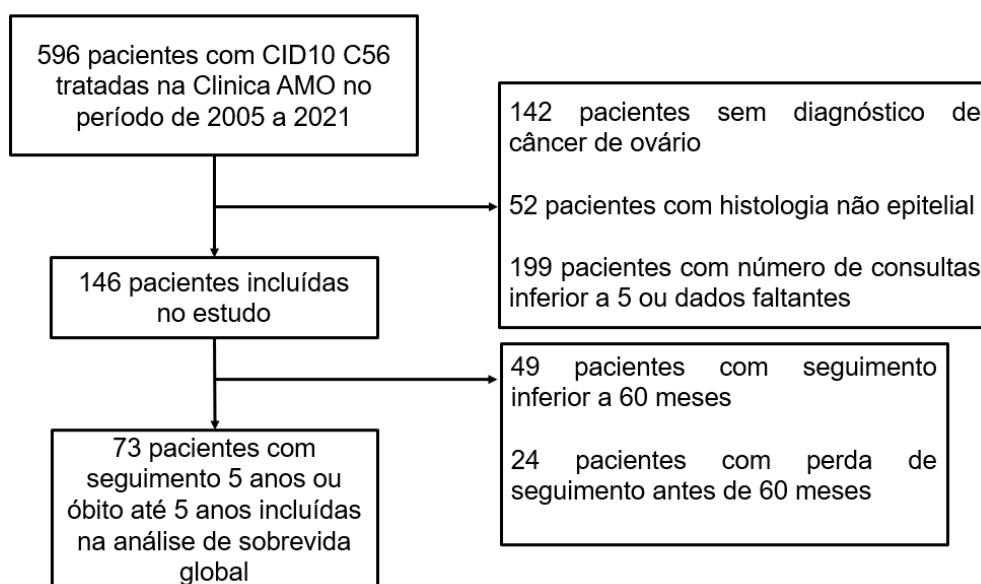 596 pacientes com CID10 C56
tratadas na Clinica AMO no
período de 2005 a 2021
142 pacientes sem diagnóstico de
câncer de ovário
52 pacientes com histologia não epitelial
199 pacientes com número de consultas
inferior a 5 ou dados faltantes
146 pacientes incluídas
no estudo
49 pacientes com seguimento
inferior a 60 meses
24 pacientes com perda de
seguimento antes de 60 meses
73 pacientes com
seguimento 5 anos ou
óbito até 5 anos incluídas
na análise de sobrevida
global